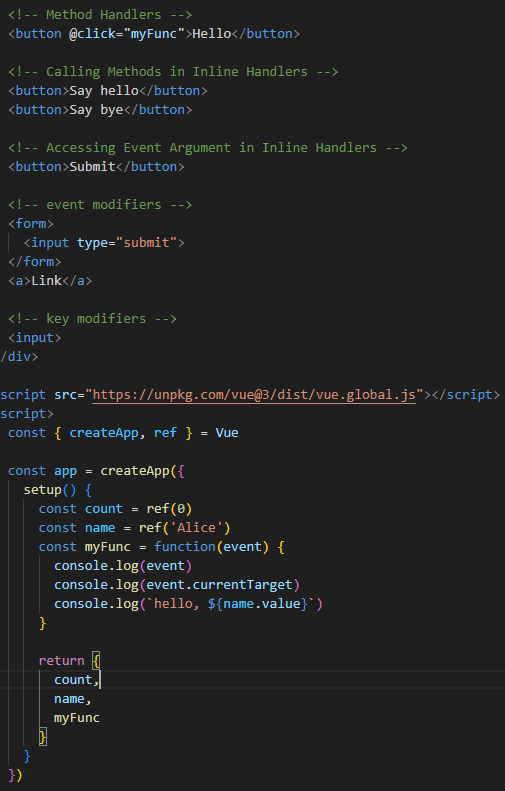 <!-- Method Handlers -->
<button @click="myFunc">Hello</button>
<!-- Calling Methods in Inline Handlers -->
<button>Say hello</button>
<button>Say bye</button>
<!-- Accessing Event Argument in Inline Handlers -->
<button>Submit</button>
<!-- event modifiers -->
<form>
<input type="submit">
</form>
<a>Link</a>
<!-- key modifiers -->
<input>
/div>
script src="https://unpkg.com/vue@3/dist/vue.global.js"></script>
script>
const { createApp, ref } = Vue
const app = createApp({
setup() {
const count = ref(0)
const name = ref('Alice')
const myFunc = function(event) {
console.log(event)
console.log(event.currentTarget)
console.log(`hello, ${name.value}`)
}
return {
count,
name,
myFunc
}
}
})